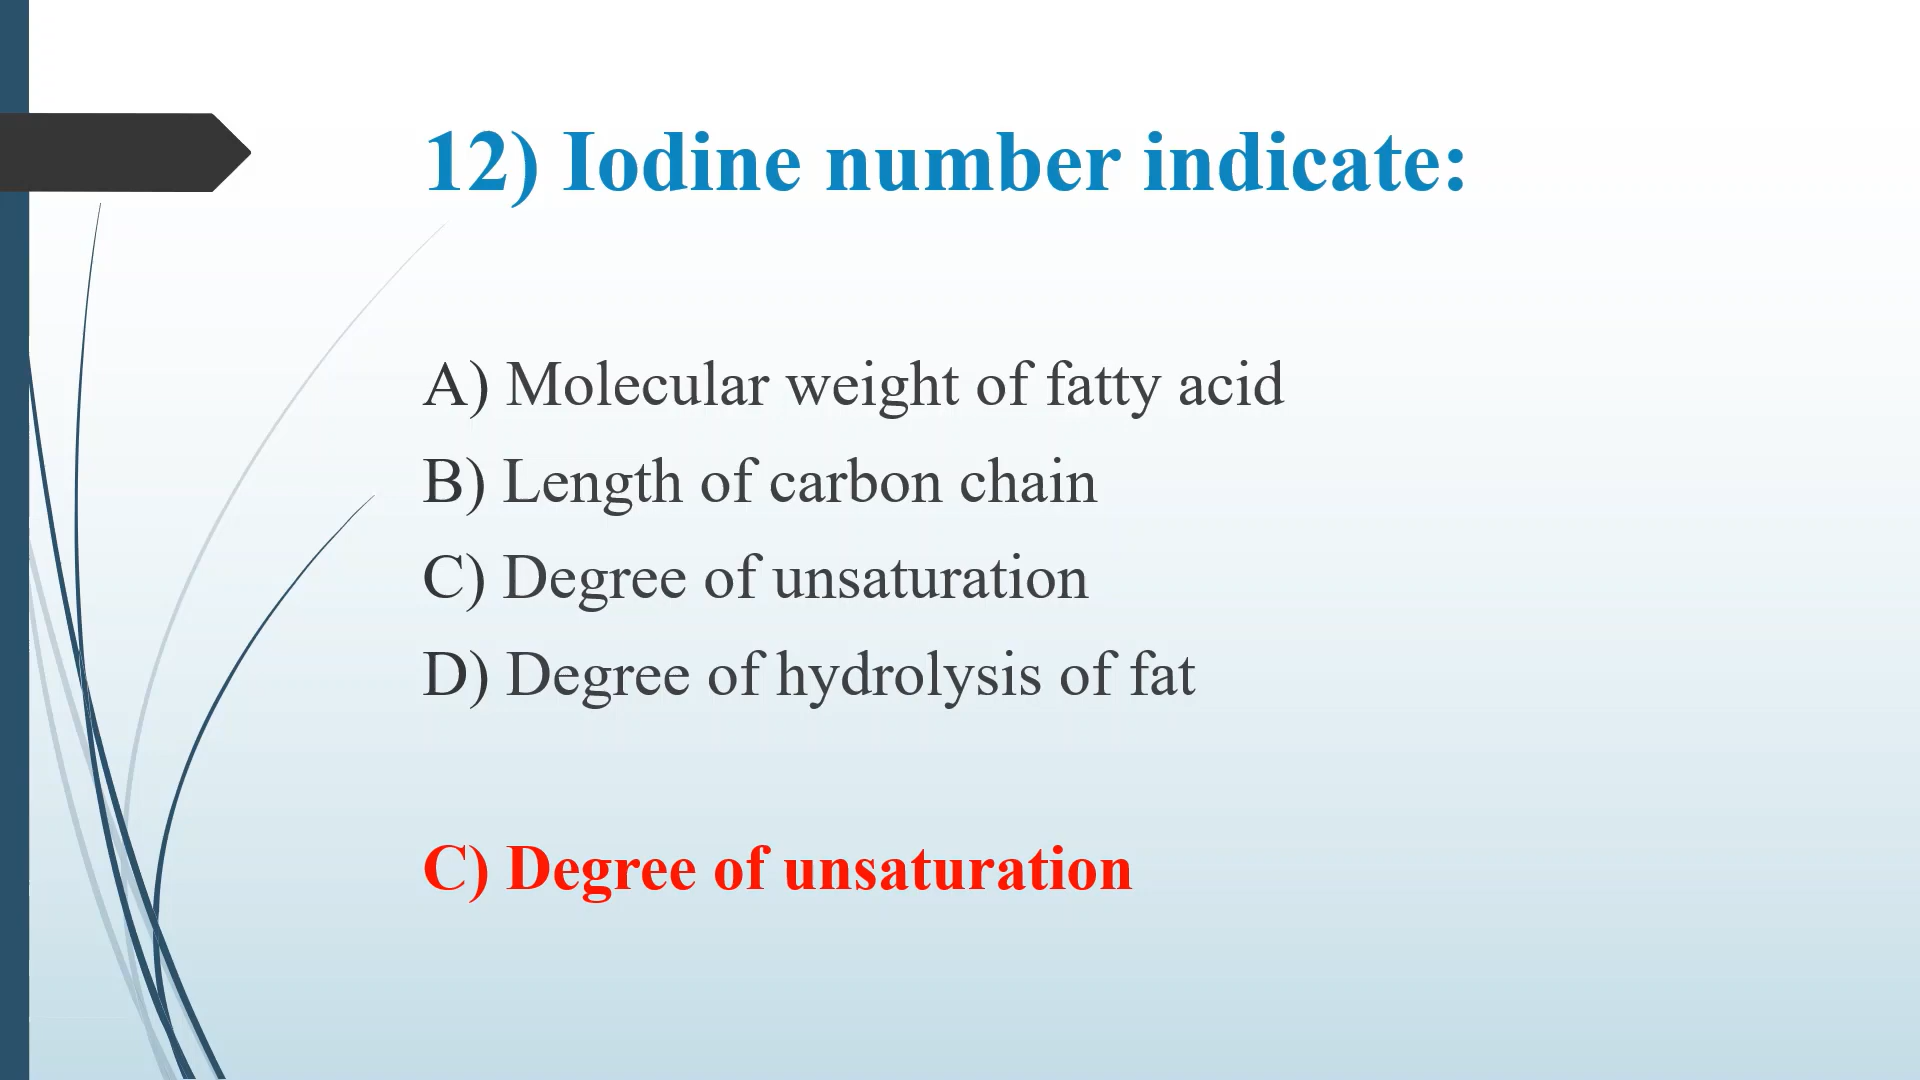 12) Iodine number indicate:
A) Molecular weight of fatty acid
B) Length of carbon chain
C) Degree of unsaturation
D) Degree of hydrolysis of fat
C) Degree of unsaturation